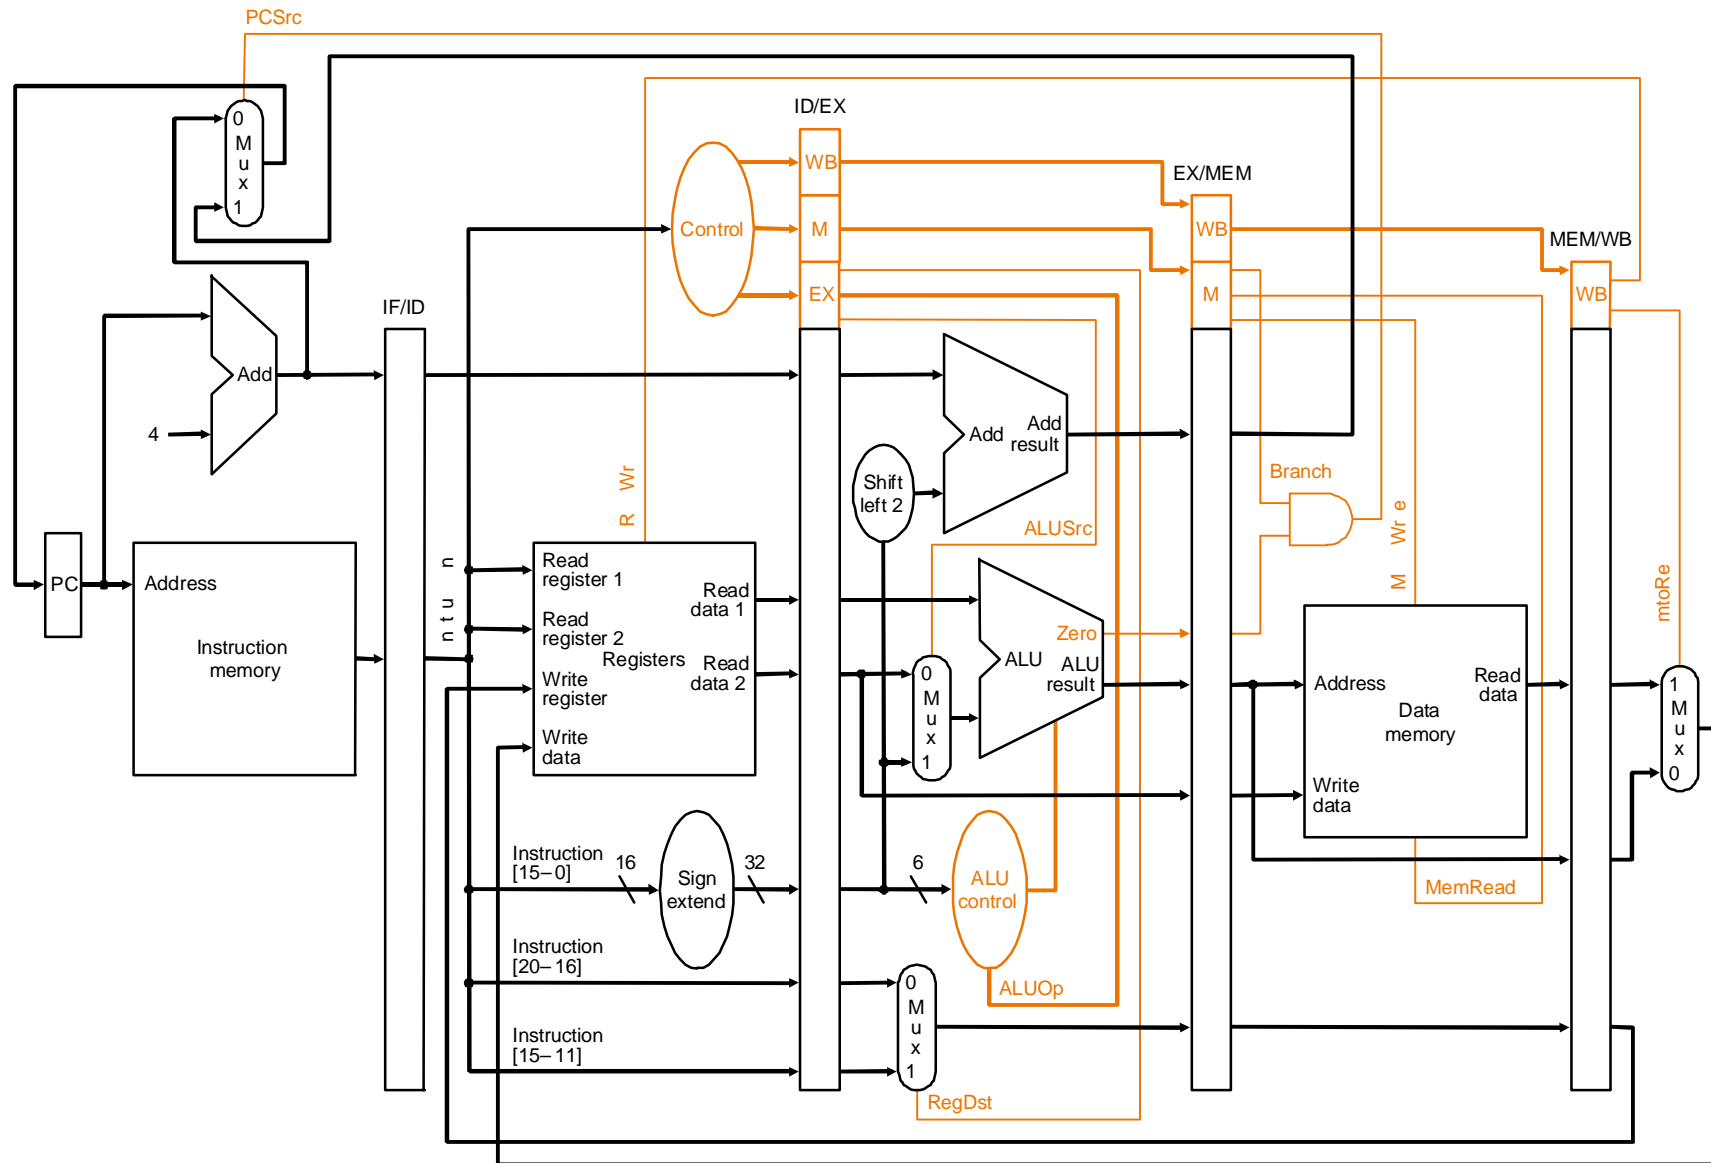 PCSrc
ID/EX
0
M
u
x
1
WB
EX/MEM
Control
M
WB
MEM/WB
IF/ID
EX
M
WB
Add
4
Add
Add
result
Shift
left 2
Branch
R Wr
ALUSrc
M Wr e
n t u n
PC
Address
Instruction
memory
Read
register 1
Read
register 2
Write
register
Write
data
Registers
Read
data 1
Read
data 2
0
M
u
x
1
Zero
ALU
ALU
result
Address
Read
data
Data
memory
Write
data
mtoRe
1
M
u
x
0
Instruction
[15–0]
16
Sign
extend
32
6
ALU
control
MemRead
Instruction
[20–16]
0
M
u
x
1
ALUOp
Instruction
[15–11]
RegDst